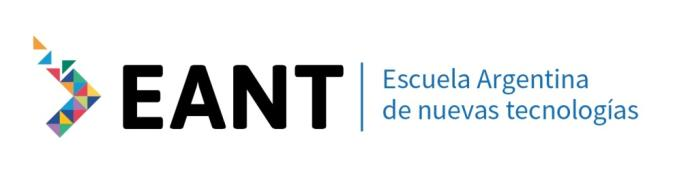 EANT
Escuela Argentina
de nuevas tecnologías